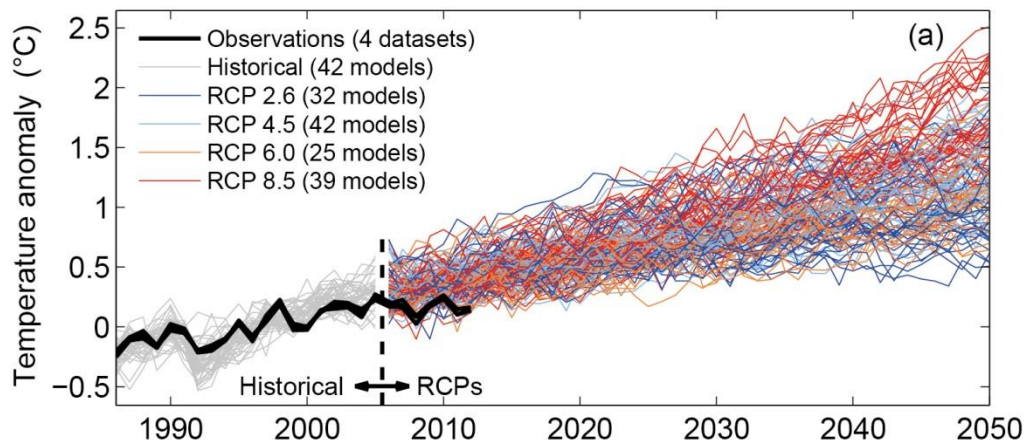 Temperature anomaly (°C)
2.5
2
1.5
1
0.5
0
−0.5
(a)
Observations (4 datasets)
Historical (42 models)
RCP 2.6 (32 models)
RCP 4.5 (42 models)
RCP 6.0 (25 models)
RCP 8.5 (39 models)
Historical RCPs
1990 2000 2010 2020 2030 2040 2050